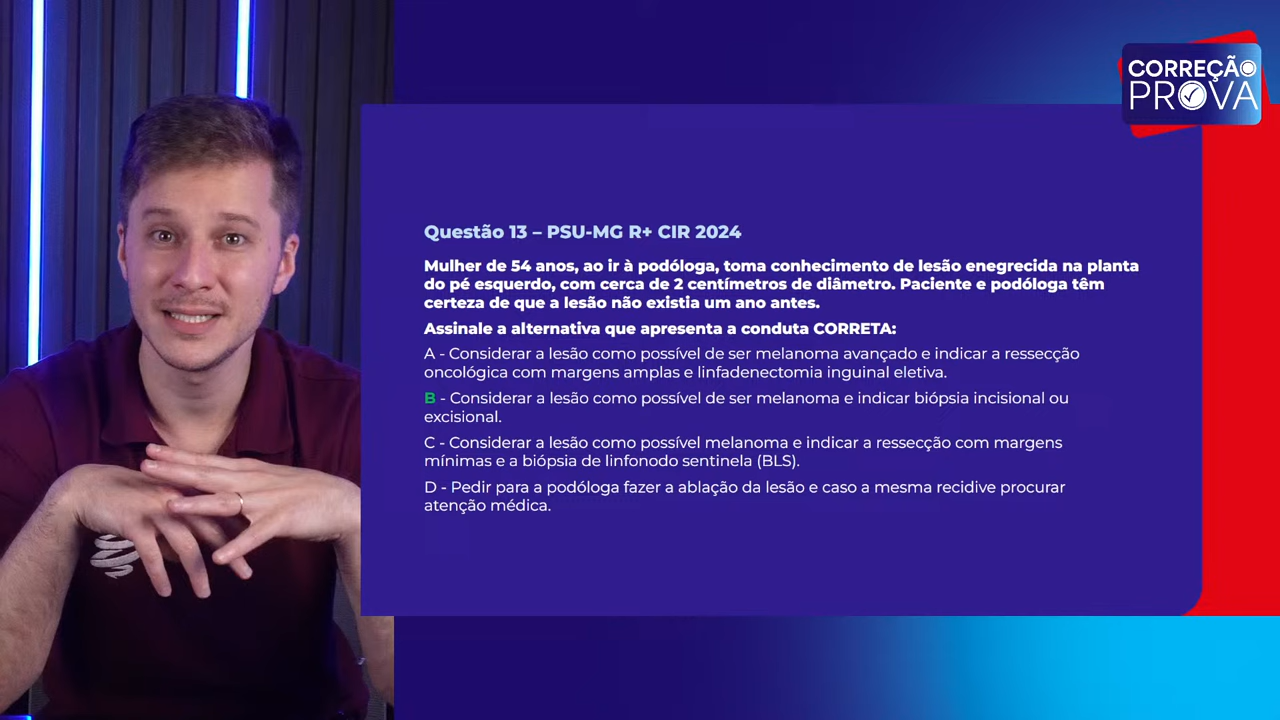 CORREÇÃO
PROVA
Questão 13 – PSU-MG R+ CIR 2024
Mulher de 54 anos, ao ir à podóloga, toma conhecimento de lesão enegrecida na planta
do pé esquerdo, com cerca de 2 centímetros de diâmetro. Paciente e podóloga têm
certeza de que a lesão não existia um ano antes.
Assinale a alternativa que apresenta a conduta CORRETA:
A - Considerar a lesão como possível de ser melanoma avançado e indicar a ressecção
oncológica com margens amplas e linfadenectomia inguinal eletiva.
B - Considerar a lesão como possível de ser melanoma e indicar biópsia incisional ou
excisional.
C - Considerar a lesão como possível melanoma e indicar a ressecção com margens
mínimas e a biópsia de linfonodo sentinela (BLS).
D - Pedir para a podóloga fazer a ablação da lesão e caso a mesma recidive procurar
atenção médica.